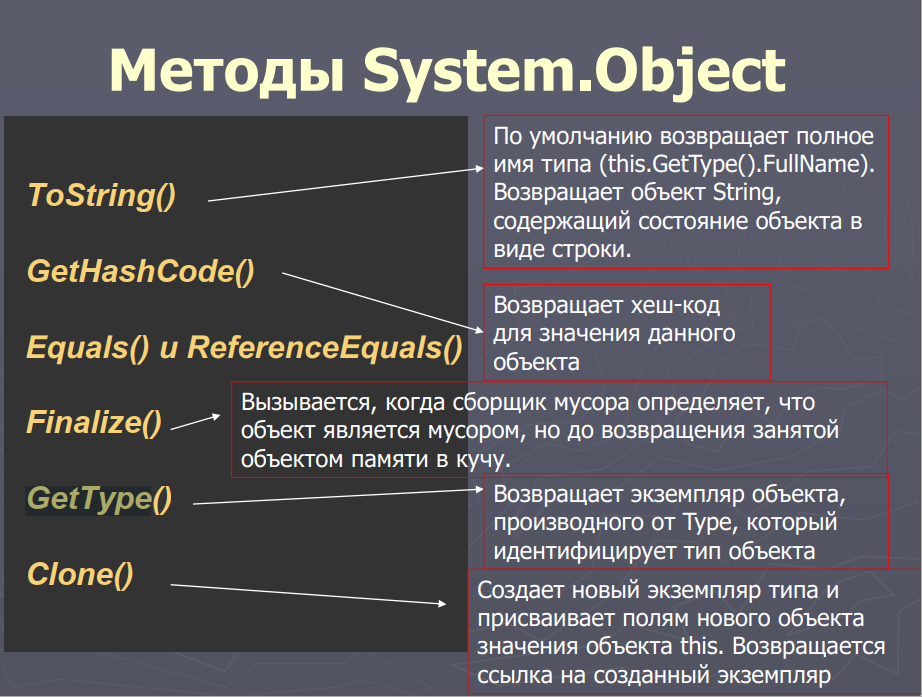 Методы System.Object
ToString()
По умолчанию возвращает полное
имя типа (this.GetType().FullName).
Возвращает объект String,
содержащий состояние объекта в
виде строки.
GetHashCode()
Возвращает хеш-код
для значения данного
объекта
Equals() и ReferenceEquals()
Finalize()
Вызывается, когда сборщик мусора определяет, что
объект является мусором, но до возвращения занятой
объектом памяти в кучу.
GetType()
Возвращает экземпляр объекта,
производного от Type, который
идентифицирует тип объекта
Clone()
Создает новый экземпляр типа и
присваивает полям нового объекта
значения объекта this. Возвращается
ссылка на созданный экземпляр